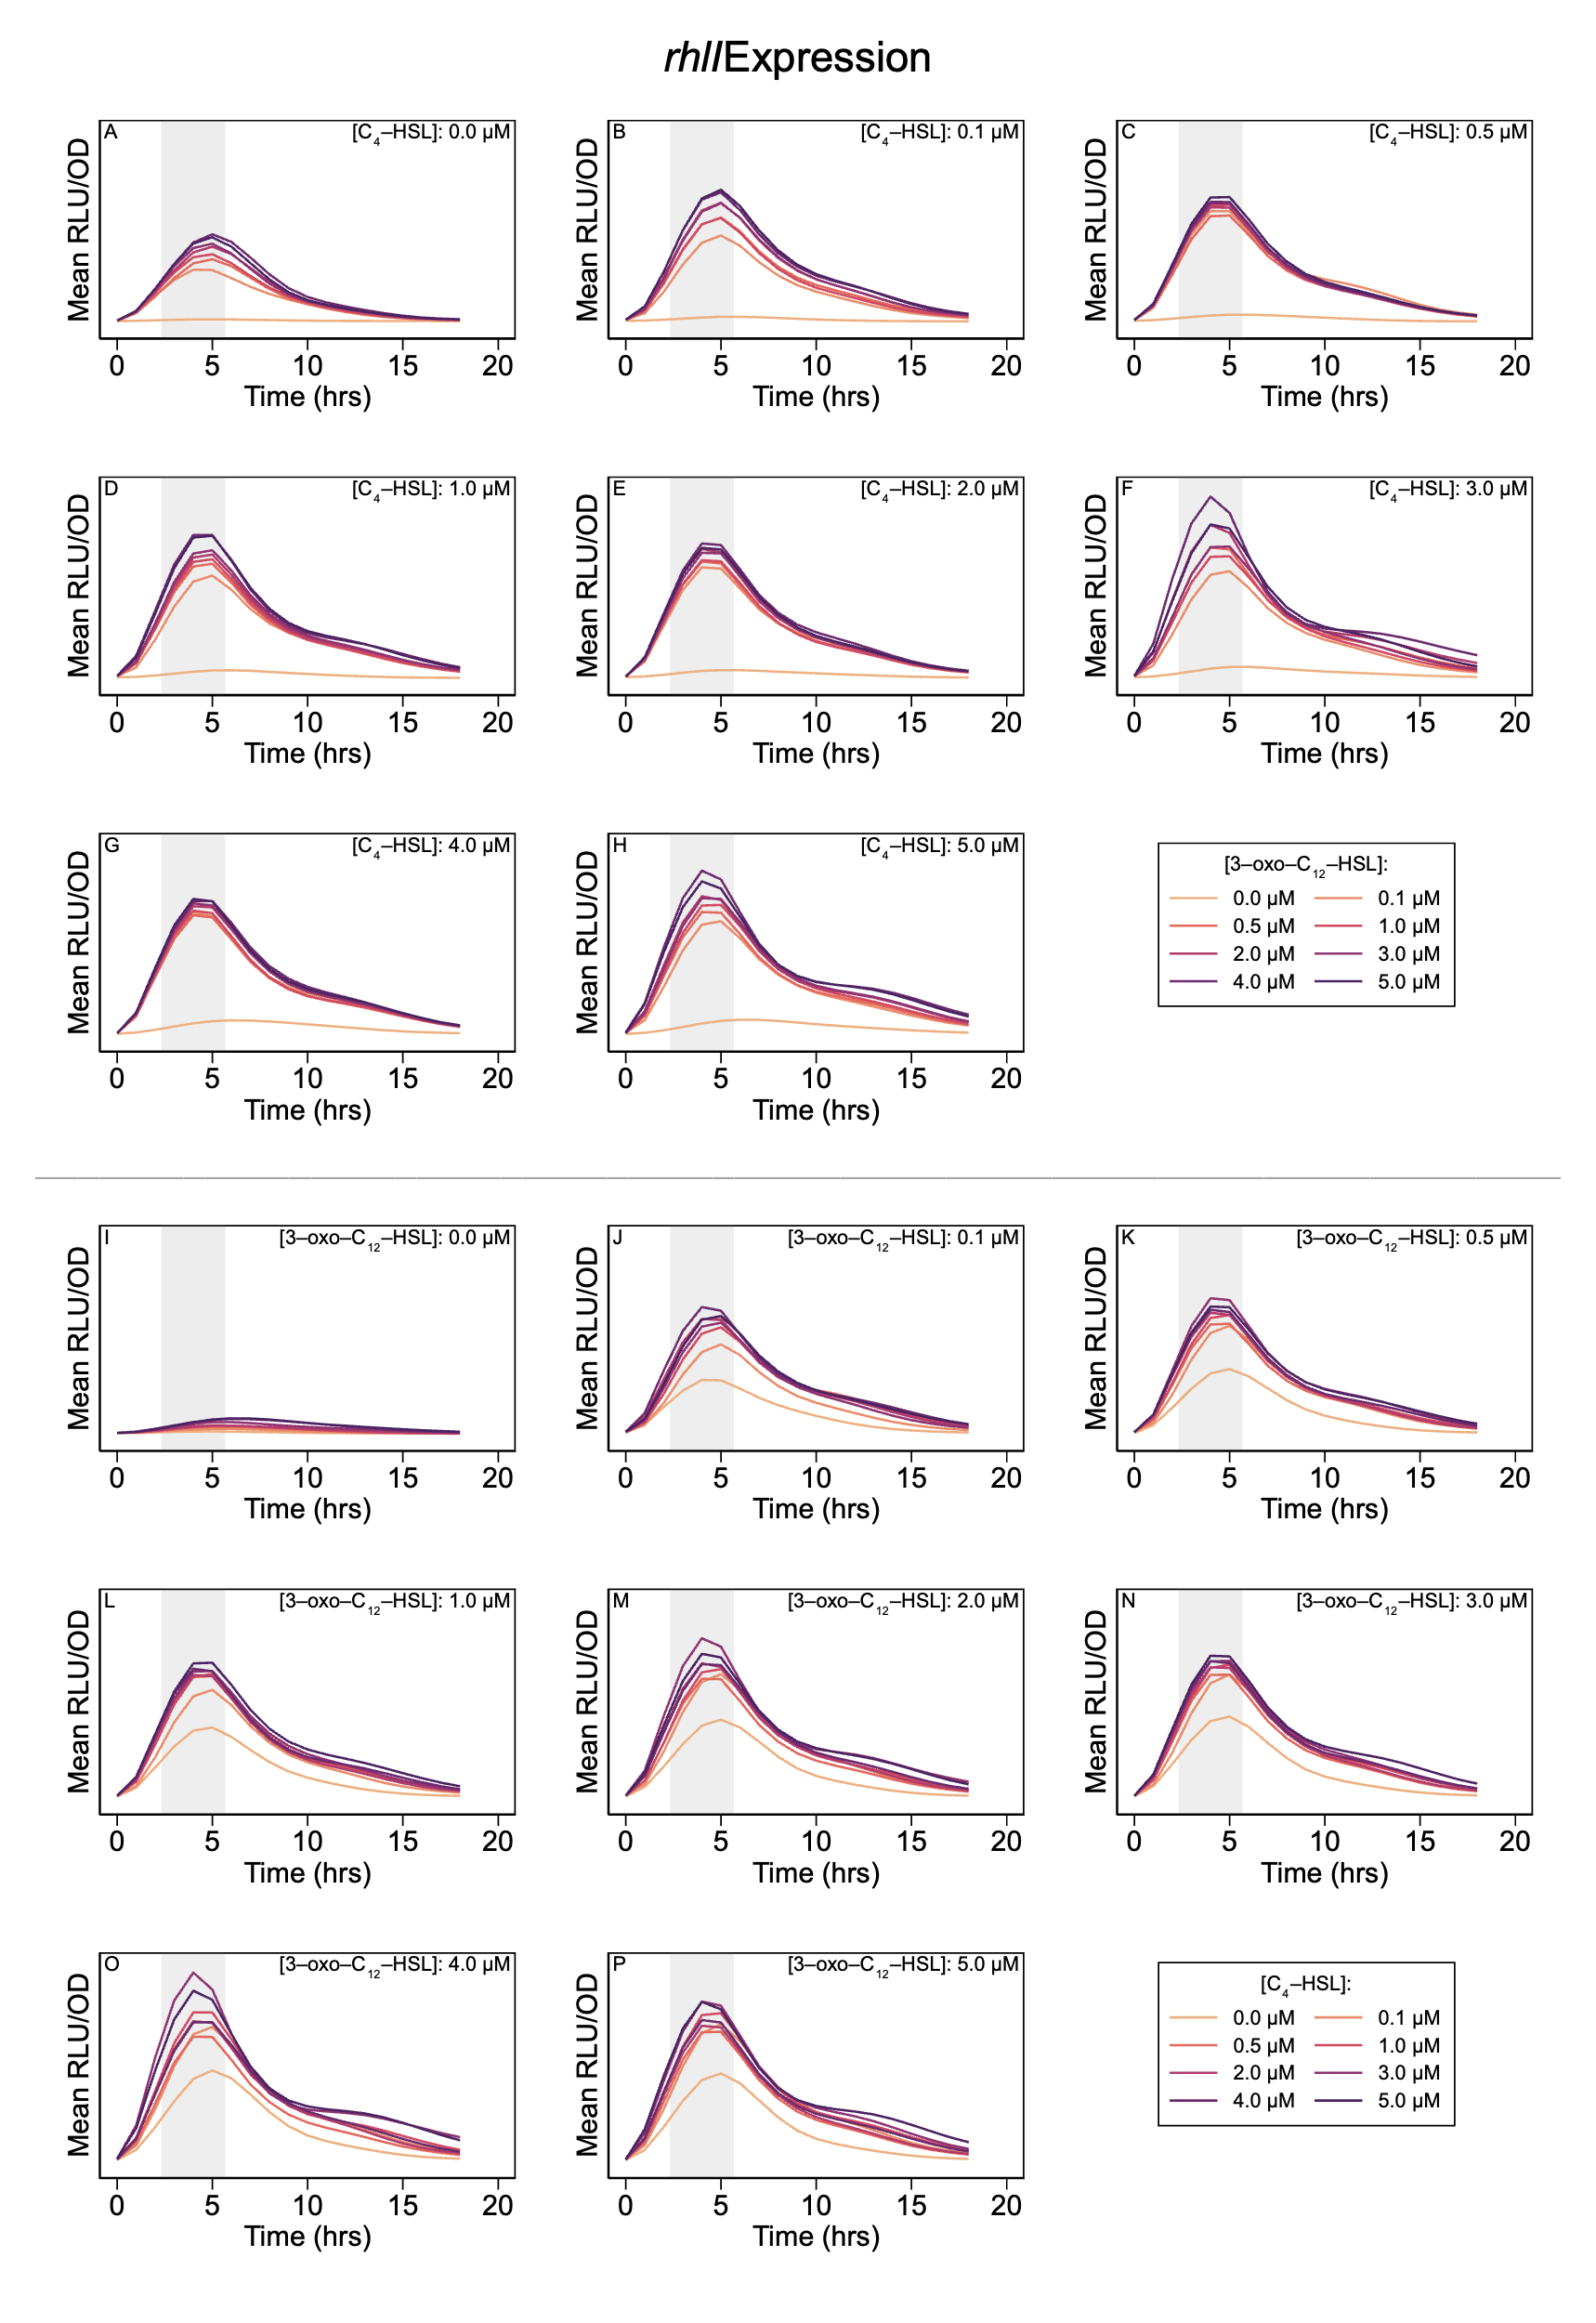 rhlIExpression
A [C4–HSL]: 0.0 µM
B [C4–HSL]: 0.1 µM
C [C4–HSL]: 0.5 µM
Mean RLU/OD
Mean RLU/OD
Mean RLU/OD
0 5 10 15 20
0 5 10 15 20
0 5 10 15 20
Time (hrs)
Time (hrs)
Time (hrs)
D [C4–HSL]: 1.0 µM
E [C4–HSL]: 2.0 µM
F [C4–HSL]: 3.0 µM
Mean RLU/OD
Mean RLU/OD
Mean RLU/OD
0 5 10 15 20
0 5 10 15 20
0 5 10 15 20
Time (hrs)
Time (hrs)
Time (hrs)
G [C4–HSL]: 4.0 µM
H [C4–HSL]: 5.0 µM
Mean RLU/OD
Mean RLU/OD
0 5 10 15 20
0 5 10 15 20
Time (hrs)
Time (hrs)
[3–oxo–C12–HSL]:
0.0 µM 0.1 µM
0.5 µM 1.0 µM
2.0 µM 3.0 µM
4.0 µM 5.0 µM
I [3–oxo–C12–HSL]: 0.0 µM
J [3–oxo–C12–HSL]: 0.1 µM
K [3–oxo–C12–HSL]: 0.5 µM
Mean RLU/OD
Mean RLU/OD
Mean RLU/OD
0 5 10 15 20
0 5 10 15 20
0 5 10 15 20
Time (hrs)
Time (hrs)
Time (hrs)
L [3–oxo–C12–HSL]: 1.0 µM
M [3–oxo–C12–HSL]: 2.0 µM
N [3–oxo–C12–HSL]: 3.0 µM
Mean RLU/OD
Mean RLU/OD
Mean RLU/OD
0 5 10 15 20
0 5 10 15 20
0 5 10 15 20
Time (hrs)
Time (hrs)
Time (hrs)
O [3–oxo–C12–HSL]: 4.0 µM
P [3–oxo–C12–HSL]: 5.0 µM
Mean RLU/OD
Mean RLU/OD
0 5 10 15 20
0 5 10 15 20
Time (hrs)
Time (hrs)
[C4–HSL]:
0.0 µM 0.1 µM
0.5 µM 1.0 µM
2.0 µM 3.0 µM
4.0 µM 5.0 µM